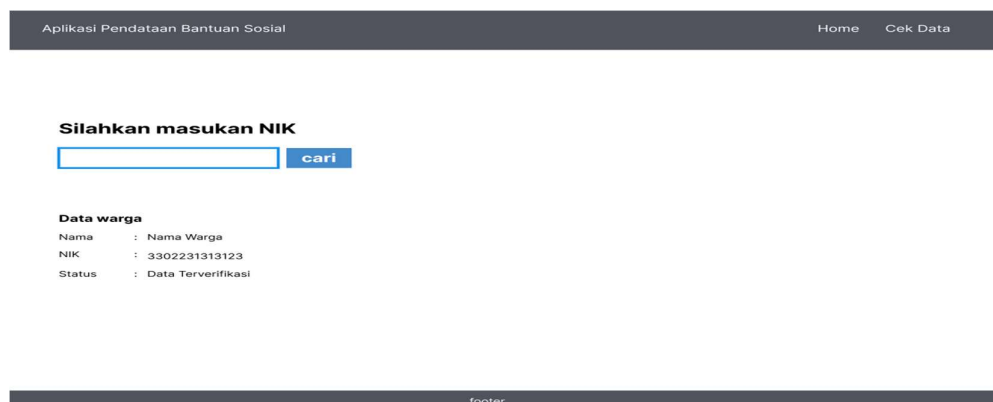 Aplikasi Pendataan Bantuan Sosial Home Cek Data
Silahkan masukan NIK
cari
Data warga
Nama : Nama Warga
NIK : 3302231313123
Status : Data Terverifikasi
footer